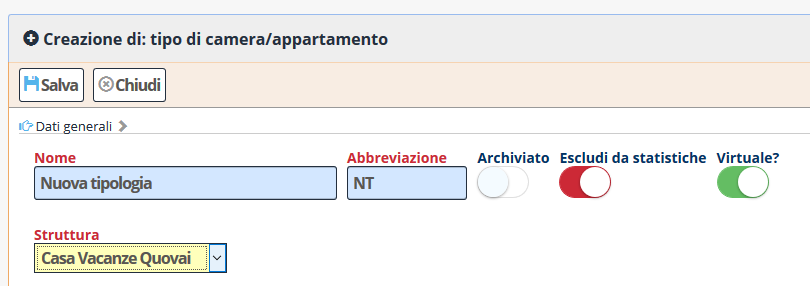 Creazione di: tipo di camera/appartamento
Salva Chiudi
Dati generali
Nome Abbreviazione Archiviato Escludi da statistiche Virtuale?
Nuova tipologia NT
Struttura
Casa Vacanze Quovai